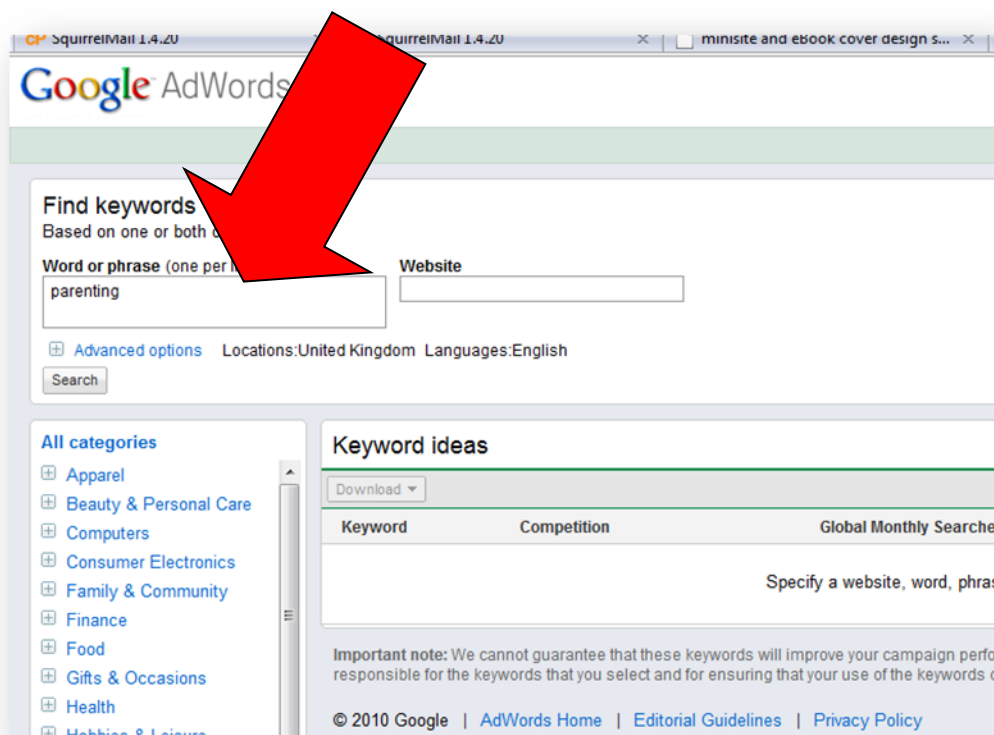 cP SquirrelMail 1.4.20 × quirrelMail 1.4.20 × minisite and eBook cover design s... ×
Google AdWords
Find keywords
Based on one or both
Word or phrase (one per Website
parenting
Advanced options Locations:United Kingdom Languages:English
Search
All categories
Apparel
Beauty & Personal Care
Computers
Consumer Electronics
Family & Community
Finance
Food
Gifts & Occasions
Health
Hobbies & Leisure
Keyword ideas
Download
Keyword Competition Global Monthly Searche
Specify a website, word, phras
Important note: We cannot guarantee that these keywords will improve your campaign perfo
responsible for the keywords that you select and for ensuring that your use of the keywords
© 2010 Google | AdWords Home | Editorial Guidelines | Privacy Policy